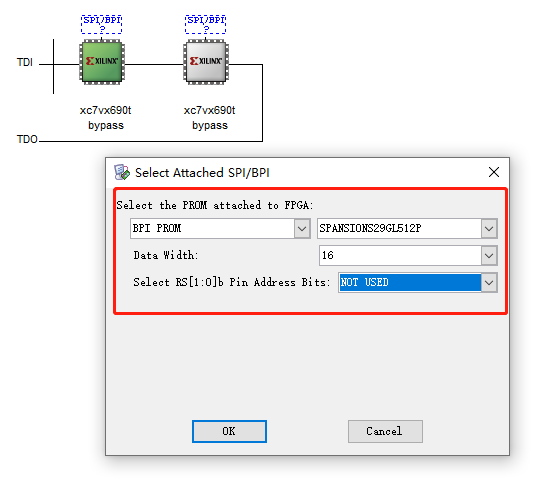 SPI/BPI
?
SPI/BPI
?
TDI
XILINX
XILINX
xc7vx690t
bypass
xc7vx690t
bypass
TDO
Select Attached SPI/BPI
Select the PROM attached to FPGA:
BPI PROM
SPANSIONS29GL512P
Data Width:
16
Select RS[1:0]b Pin Address Bits:
NOT USED
OK
Cancel